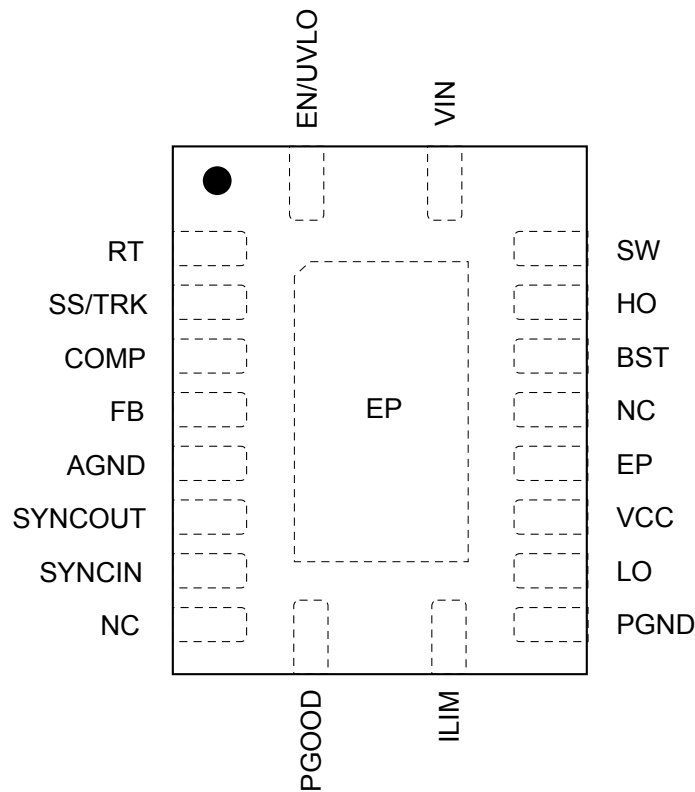 EN/UVLO
VIN
RT
SW
SS/TRK
HO
COMP
BST
FB
EP
NC
AGND
EP
SYNCOUT
VCC
SYNCIN
LO
NC
PGND
PGOOD
ILIM